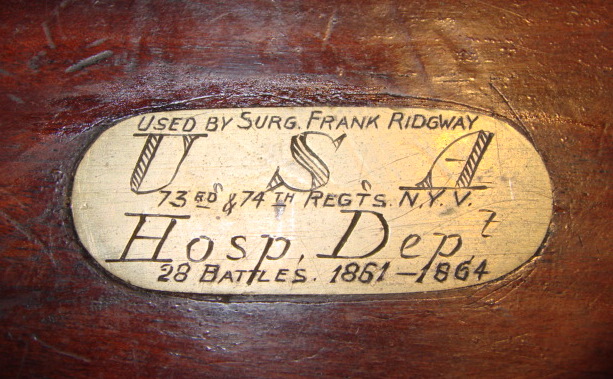 USED BY SURG. FRANK RIDGWAY
U S A
73RD & 74TH REGTS. N.Y.V.
Hosp. Dept
28 BATTLES. 1861—1864